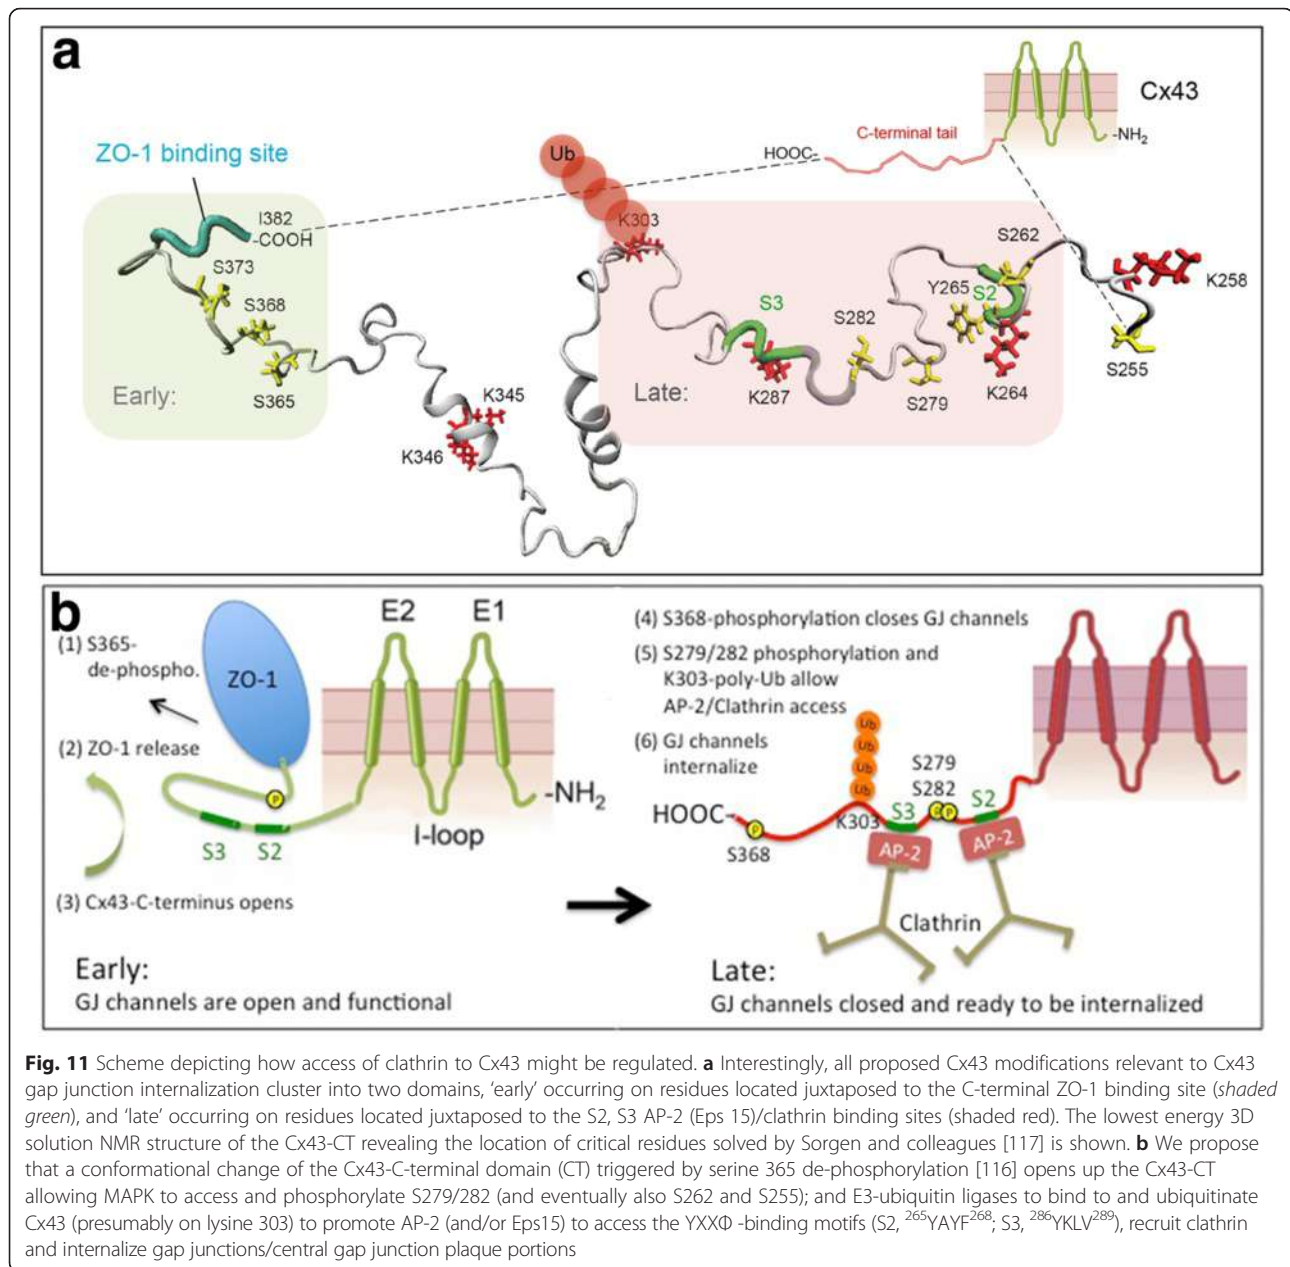 a
Cx43
C-terminal tail
HOOC-
-NH₂
ZO-1 binding site
Ub
I382
-COOH
K303
S262
S373
S368
S3
Y265
S2
K258
S282
Early:
S365
K345
Late:
K287
S279
K264
S255
K346
b
E2
E1
(1) S365-
de-phospho.
ZO-1
(2) ZO-1 release
P
-NH₂
I-loop
S3
S2
(3) Cx43-C-terminus opens
Early:
GJ channels are open and functional
(4) S368-phosphorylation closes GJ channels
(5) S279/282 phosphorylation and
K303-poly-Ub allow
AP-2/Clathrin access
(6) GJ channels
internalize
Ub
Ub
Ub
Ub
S279
S282
HOOC-
P
S368
K303
S3
P
P
S2
AP-2
AP-2
Clathrin
Late:
GJ channels closed and ready to be internalized
Fig. 11 Scheme depicting how access of clathrin to Cx43 might be regulated. a Interestingly, all proposed Cx43 modifications relevant to Cx43
gap junction internalization cluster into two domains, ‘early’ occurring on residues located juxtaposed to the C-terminal ZO-1 binding site (shaded
green), and ‘late’ occurring on residues located juxtaposed to the S2, S3 AP-2 (Eps 15)/clathrin binding sites (shaded red). The lowest energy 3D
solution NMR structure of the Cx43-CT revealing the location of critical residues solved by Sorgen and colleagues [117] is shown. b We propose
that a conformational change of the Cx43-C-terminal domain (CT) triggered by serine 365 de-phosphorylation [116] opens up the Cx43-CT
allowing MAPK to access and phosphorylate S279/282 (and eventually also S262 and S255); and E3-ubiquitin ligases to bind to and ubiquitinate
Cx43 (presumably on lysine 303) to promote AP-2 (and/or Eps15) to access the YXXΦ -binding motifs (S2, ²⁶⁵YAYF²⁶⁸; S3, ²⁸⁶YKLV²⁸⁹), recruit clathrin
and internalize gap junctions/central gap junction plaque portions